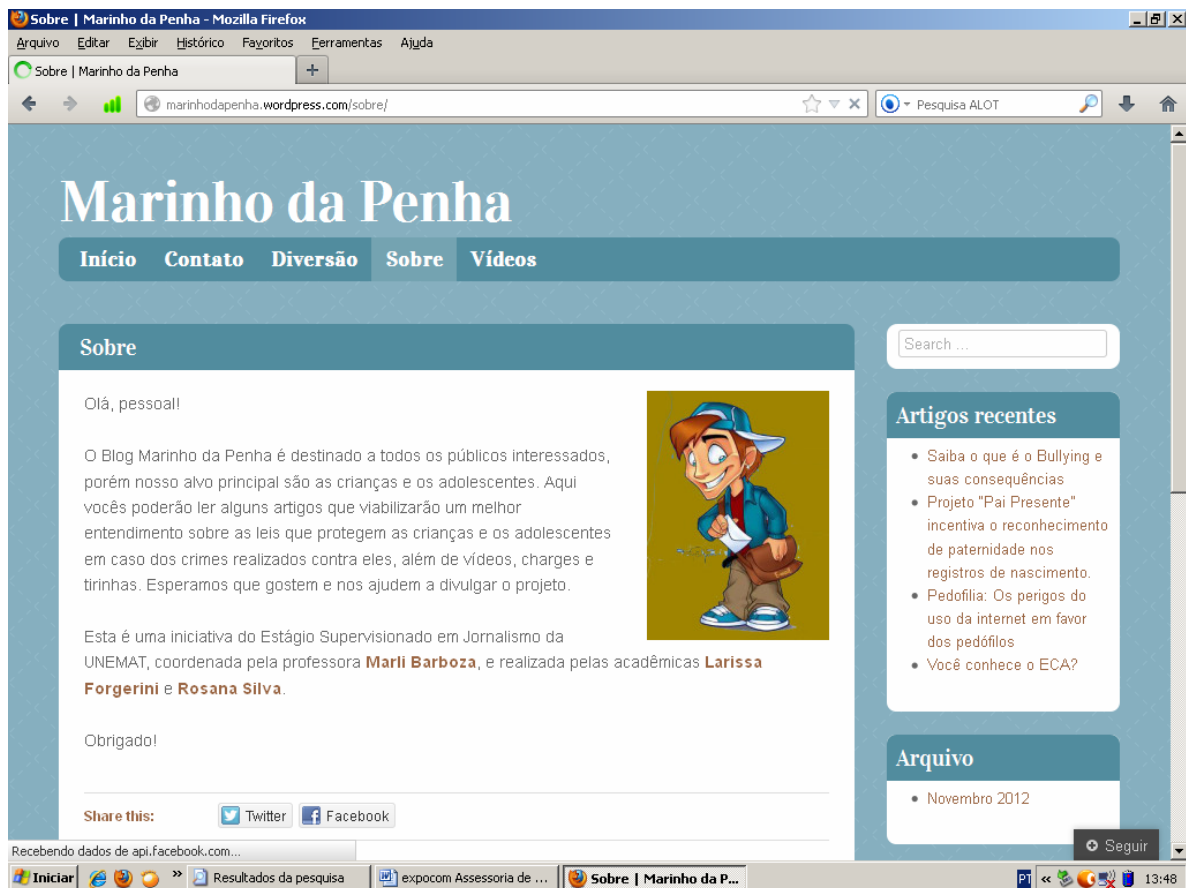 Sobre | Marinho da Penha - Mozilla Firefox
Arquivo Editar Exibir Histórico Favoritos Ferramentas Ajuda
Sobre | Marinho da Penha
marinhodapenha.wordpress.com/sobre/
Pesquisa ALOT
Marinho da Penha
Início Contato Diversão Sobre Vídeos
Sobre
Olá, pessoal!
O Blog Marinho da Penha é destinado a todos os públicos interessados,
porém nosso alvo principal são as crianças e os adolescentes. Aqui
vocês poderão ler alguns artigos que viabilizarão um melhor
entendimento sobre as leis que protegem as crianças e os adolescentes
em caso dos crimes realizados contra eles, além de vídeos, charges e
tirinhas. Esperamos que gostem e nos ajudem a divulgar o projeto.
Esta é uma iniciativa do Estágio Supervisionado em Jornalismo da
UNEMAT, coordenada pela professora Marli Barboza, e realizada pelas acadêmicas Larissa
Forgerini e Rosana Silva.
Obrigado!
Share this: Twitter Facebook
Search ...
Artigos recentes
Saiba o que é o Bullying e
suas consequências
Projeto "Pai Presente"
incentiva o reconhecimento
de paternidade nos
registros de nascimento.
Pedofilia: Os perigos do
uso da internet em favor
dos pedófilos
Você conhece o ECA?
Arquivo
Novembro 2012
Seguir
Recebendo dados de api.facebook.com...
Iniciar » Resultados da pesquisa expocom Assessoria de ... Sobre | Marinho da P... PT « 13:48